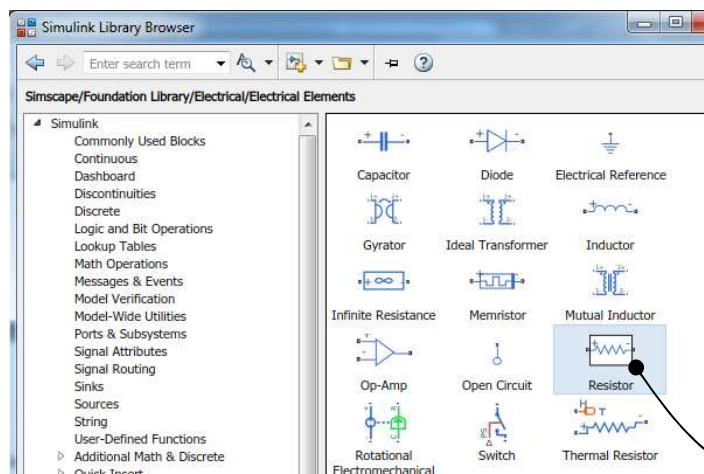 Simulink Library Browser
Enter search term
Simscape/Foundation Library/Electrical/Electrical Elements
Simulink
Commonly Used Blocks
Continuous
Dashboard
Discontinuities
Discrete
Logic and Bit Operations
Lookup Tables
Math Operations
Messages & Events
Model Verification
Model-Wide Utilities
Ports & Subsystems
Signal Attributes
Signal Routing
Sinks
Sources
String
User-Defined Functions
Additional Math & Discrete
Quick Insert
Capacitor Diode Electrical Reference
Gyrator Ideal Transformer Inductor
Infinite Resistance Memristor Mutual Inductor
Op-Amp Open Circuit Resistor
H T
Rotational Switch Thermal Resistor
Electromechanical